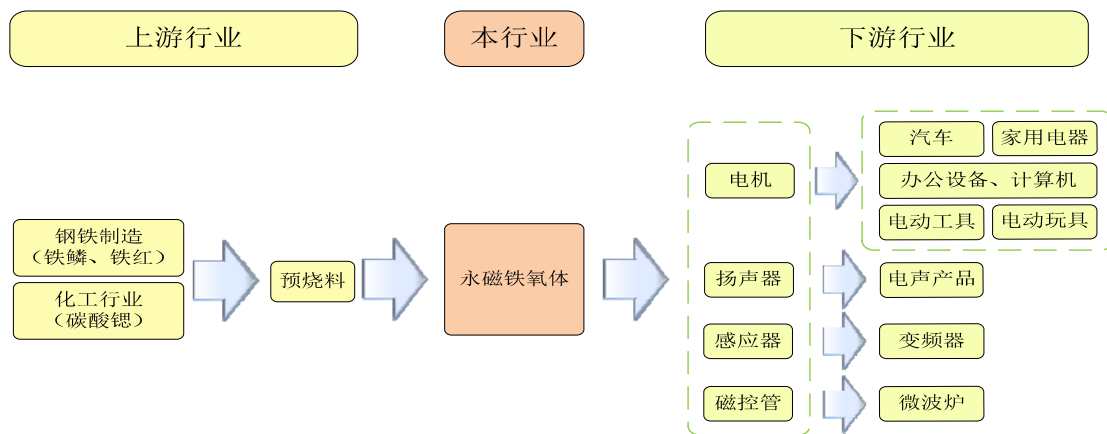 上游行业
本行业
下游行业
钢铁制造
（铁鳞、铁红）
化工行业
（碳酸锶）
预烧料
永磁铁氧体
电机
扬声器
感应器
磁控管
汽车
家用电器
办公设备、计算机
电动工具
电动玩具
电声产品
变频器
微波炉